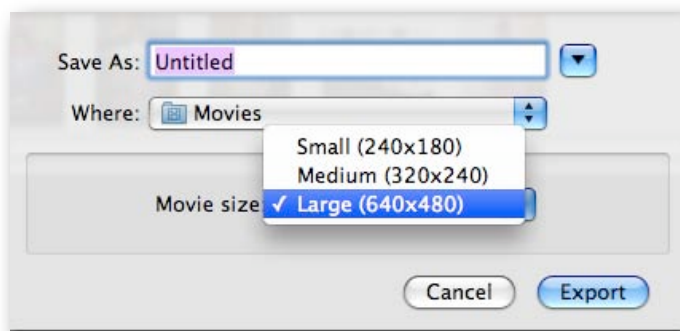 Save As: Untitled
Where: Movies
Small (240x180)
Medium (320x240)
Movie size: ✓ Large (640x480)
Cancel Export